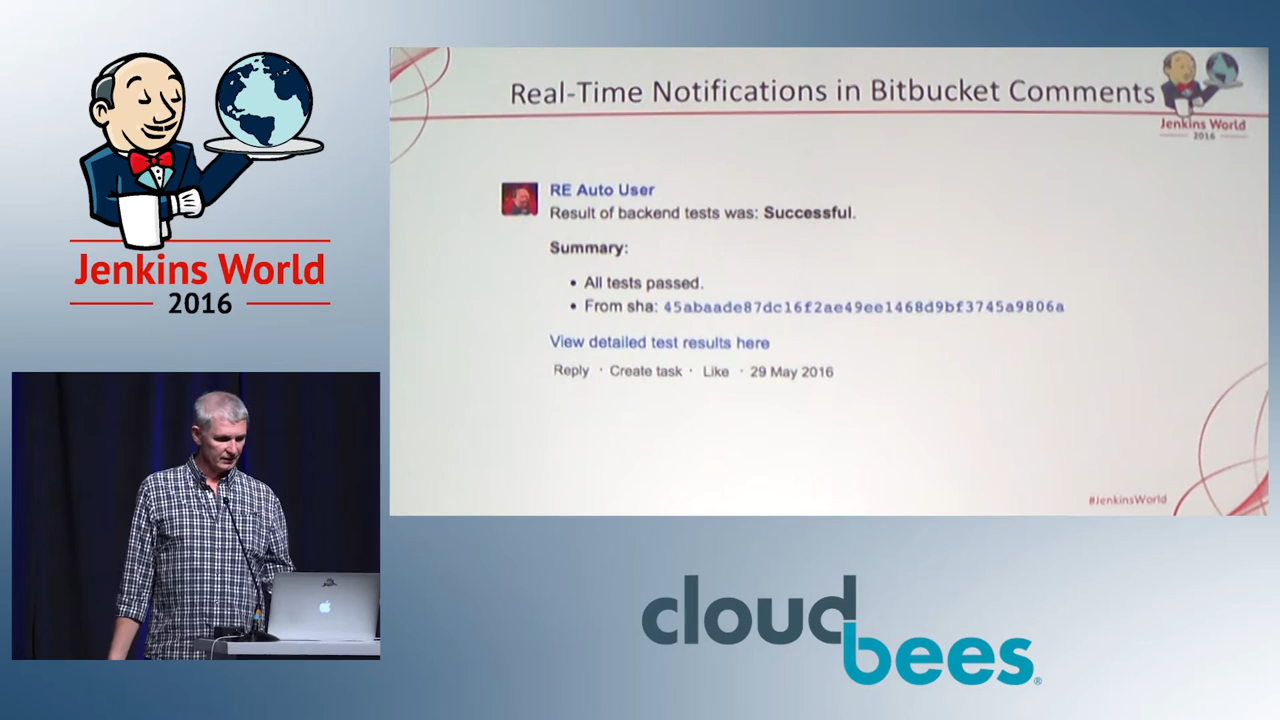 Jenkins World
2016
Real-Time Notifications in Bitbucket Comments
Jenkins World
2016
RE Auto User
Result of backend tests was: Successful.
Summary:
• All tests passed.
• From sha: 45abaade87dc16f2ae49ee1468d9bf3745a9806a
View detailed test results here
Reply · Create task · Like · 29 May 2016
#JenkinsWorld
cloud
bees®